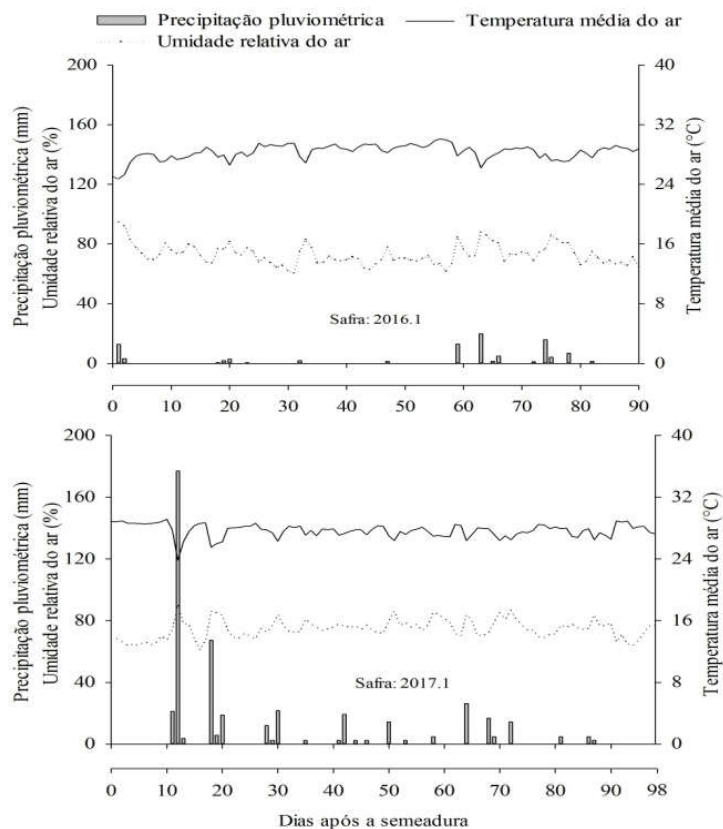 Precipitação pluviométrica
Temperatura média do ar
Umidade relativa do ar
Precipitação pluviométrica (mm)
Umidade relativa do ar (%)
200
160
120
80
40
0
40
32
24
16
8
0
Temperatura média do ar (°C)
Safra: 2016.1
0 10 20 30 40 50 60 70 80 90
Precipitação pluviométrica (mm)
Umidade relativa do ar (%)
200
160
120
80
40
0
40
32
24
16
8
0
Temperatura média do ar (°C)
Safra: 2017.1
0 10 20 30 40 50 60 70 80 90 98
Dias após a semeadura